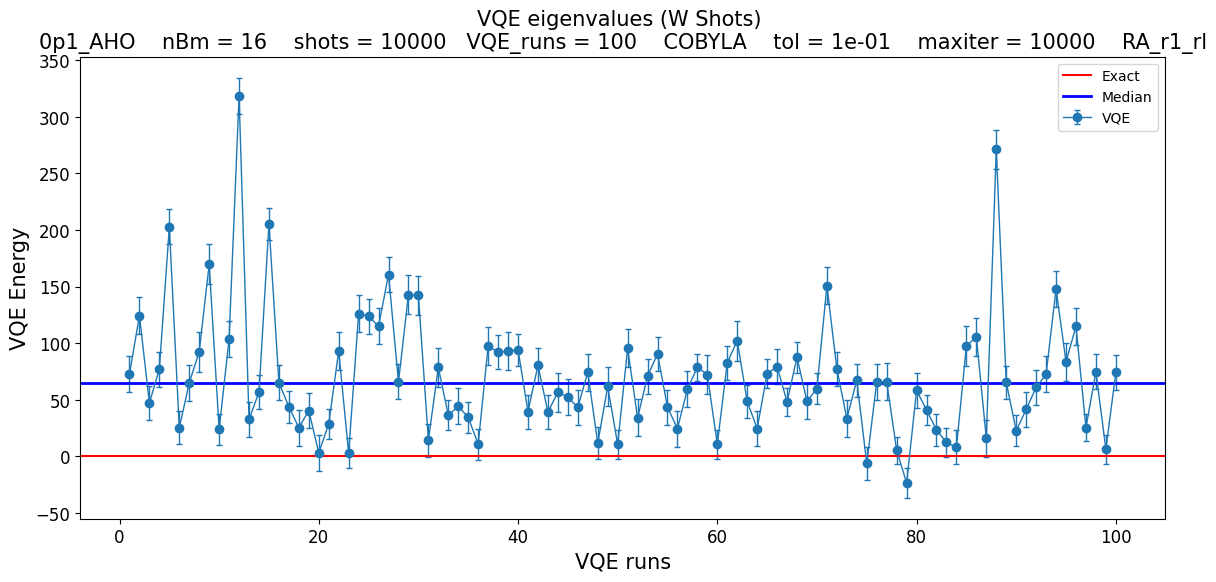 VQE eigenvalues (W Shots)
0p1_AHO nBm = 16 shots = 10000 VQE_runs = 100 COBYLA tol = 1e-01 maxiter = 10000 RA_r1_rl
350
300
250
200
150
100
50
0
−50
VQE Energy
Exact
Median
VQE
0 20 40 60 80 100
VQE runs